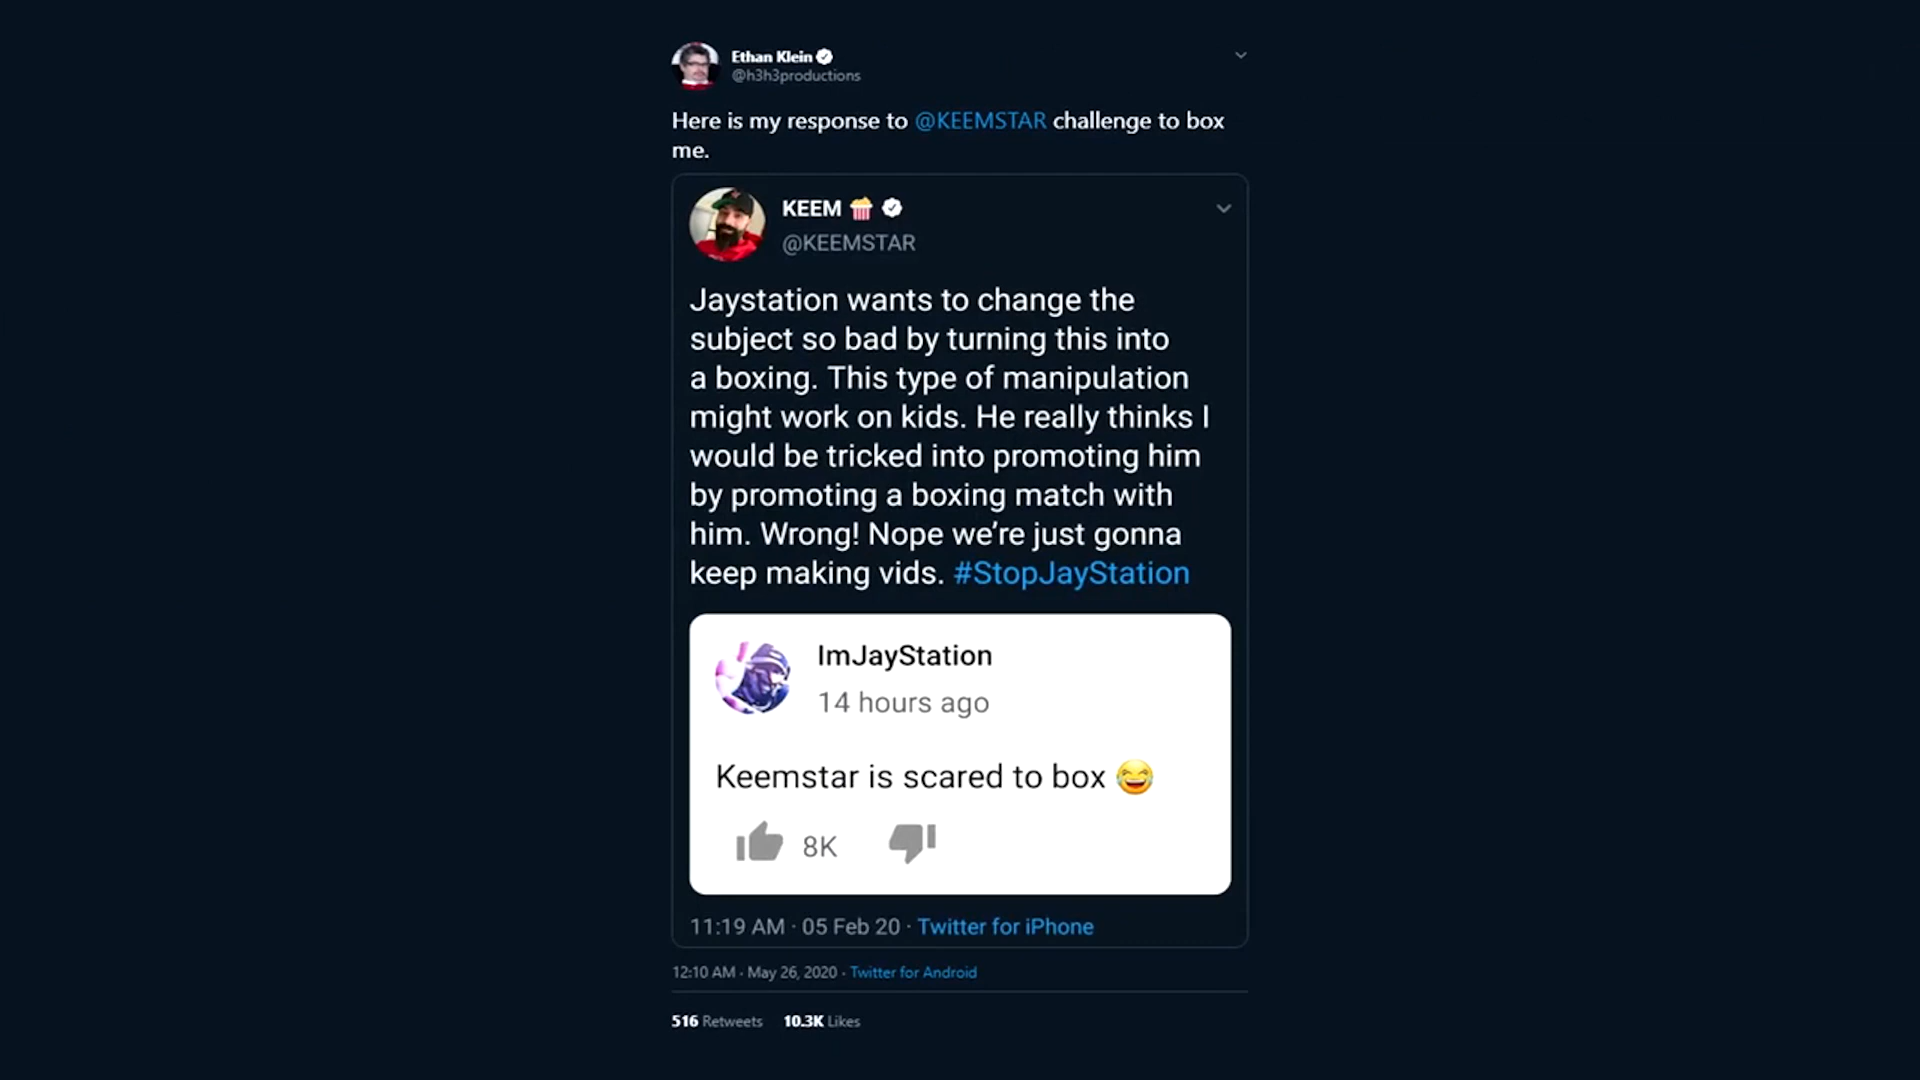 Ethan Klein
@h3h3productions
Here is my response to @KEEMSTAR challenge to box
me.
KEEM 🍿
@KEEMSTAR
Jaystation wants to change the
subject so bad by turning this into
a boxing. This type of manipulation
might work on kids. He really thinks I
would be tricked into promoting him
by promoting a boxing match with
him. Wrong! Nope we’re just gonna
keep making vids. #StopJayStation
ImJayStation
14 hours ago
Keemstar is scared to box 😂
8K
11:19 AM · 05 Feb 20 · Twitter for iPhone
12:10 AM · May 26, 2020 · Twitter for Android
516 Retweets 10.3K Likes